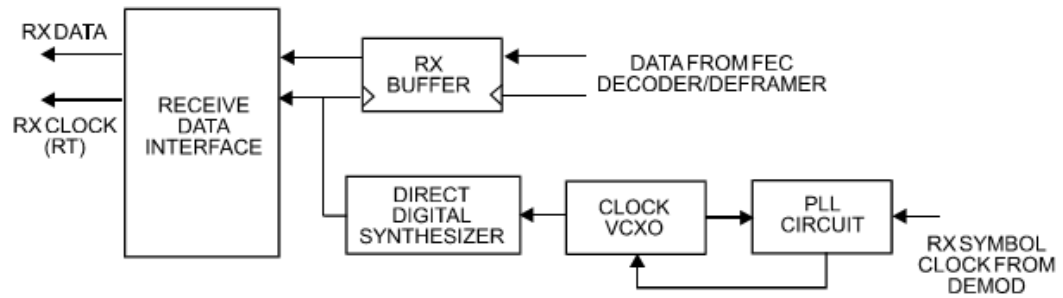 RX DATA
RX CLOCK
(RT)
RECEIVE
DATA
INTERFACE
RX
BUFFER
DATA FROM FEC
DECODER/DEFRAMER
DIRECT
DIGITAL
SYNTHESIZER
CLOCK
VCXO
PLL
CIRCUIT
RX SYMBOL
CLOCK FROM
DEMOD